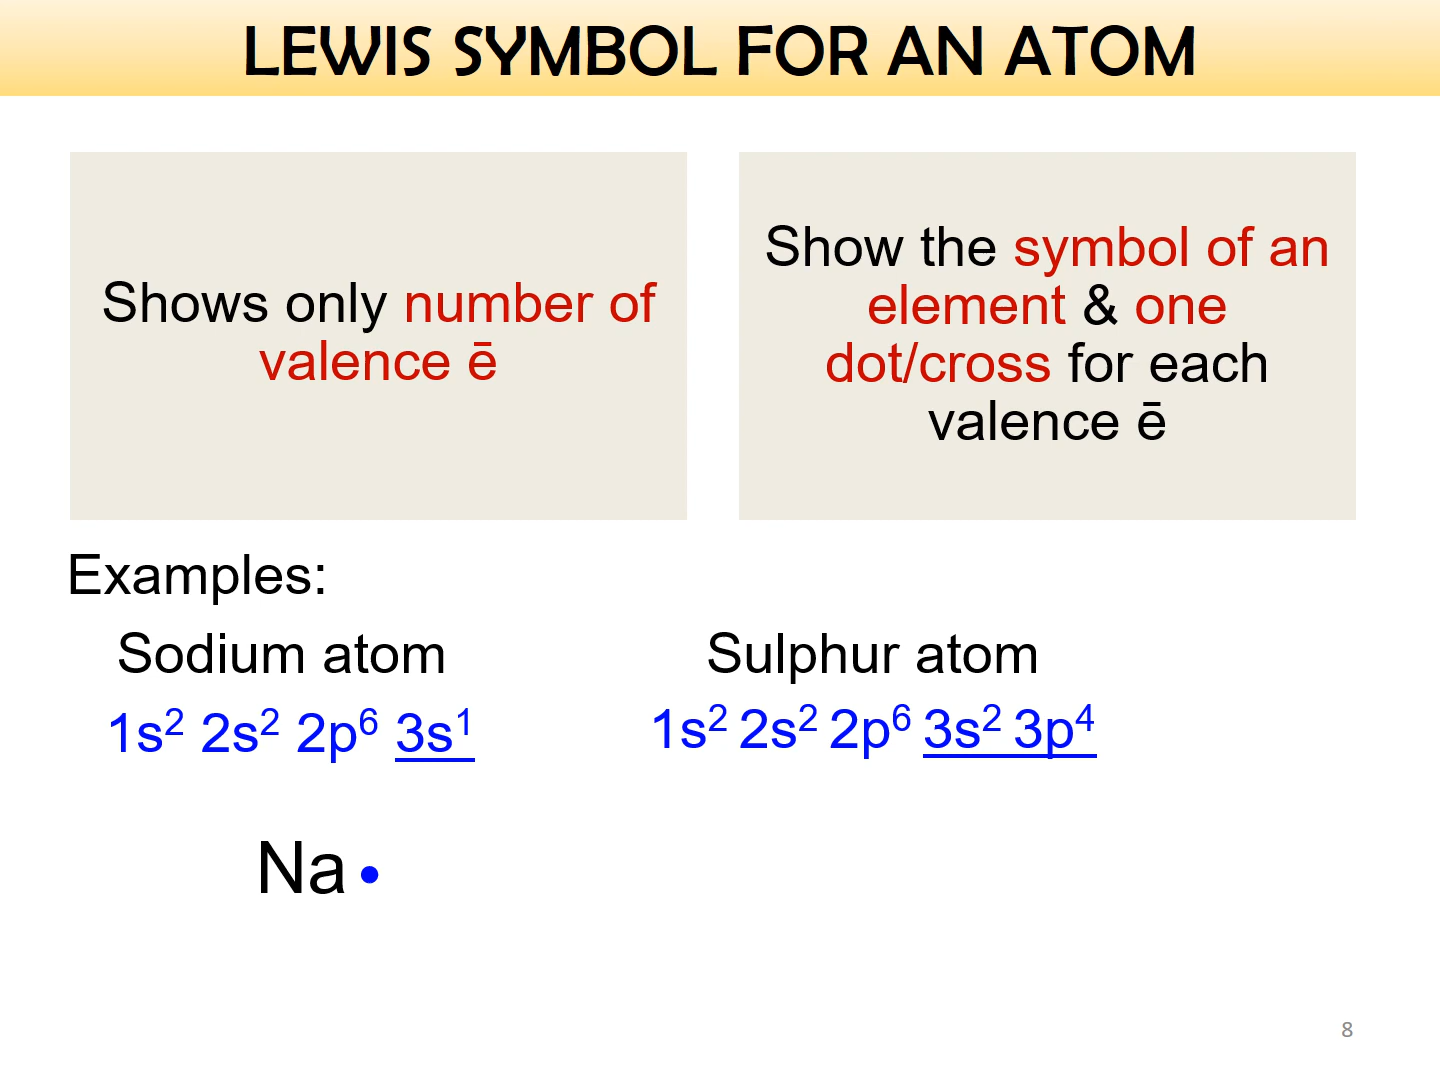 LEWIS SYMBOL FOR AN ATOM
Shows only number of
valence ē
Show the symbol of an
element & one
dot/cross for each
valence ē
Examples:
Sodium atom
Sulphur atom
1s² 2s² 2p⁶ 3s¹
1s² 2s² 2p⁶ 3s² 3p⁴
Na •
8